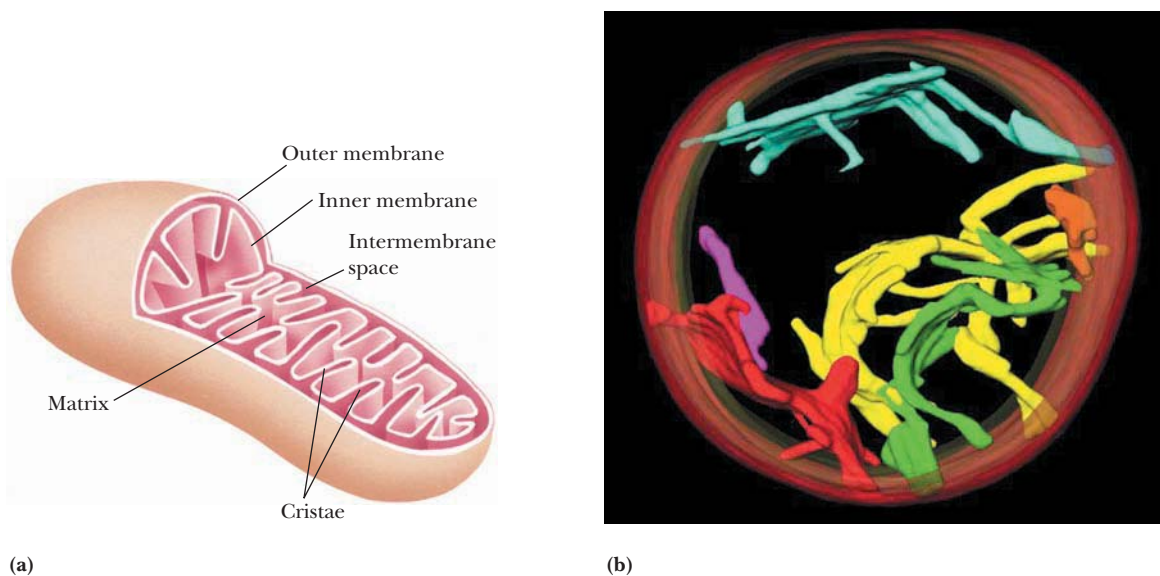 Outer membrane
Inner membrane
Intermembrane
space
Matrix
Cristae
(a)
(b)